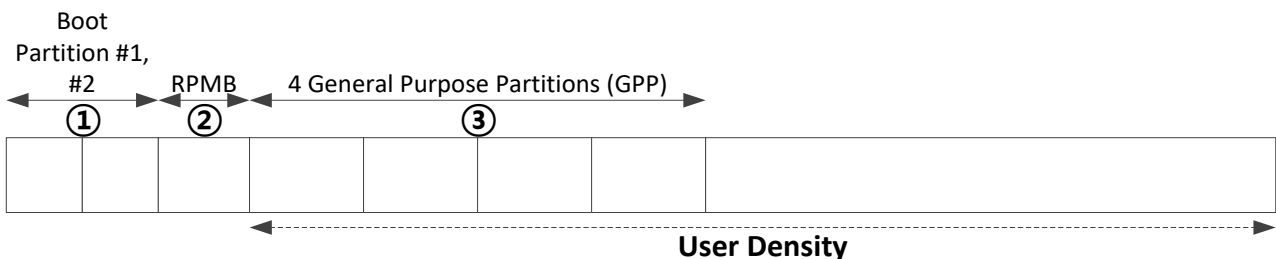 Boot
Partition #1,
#2
RPMB
4 General Purpose Partitions (GPP)
①
②
③
User Density